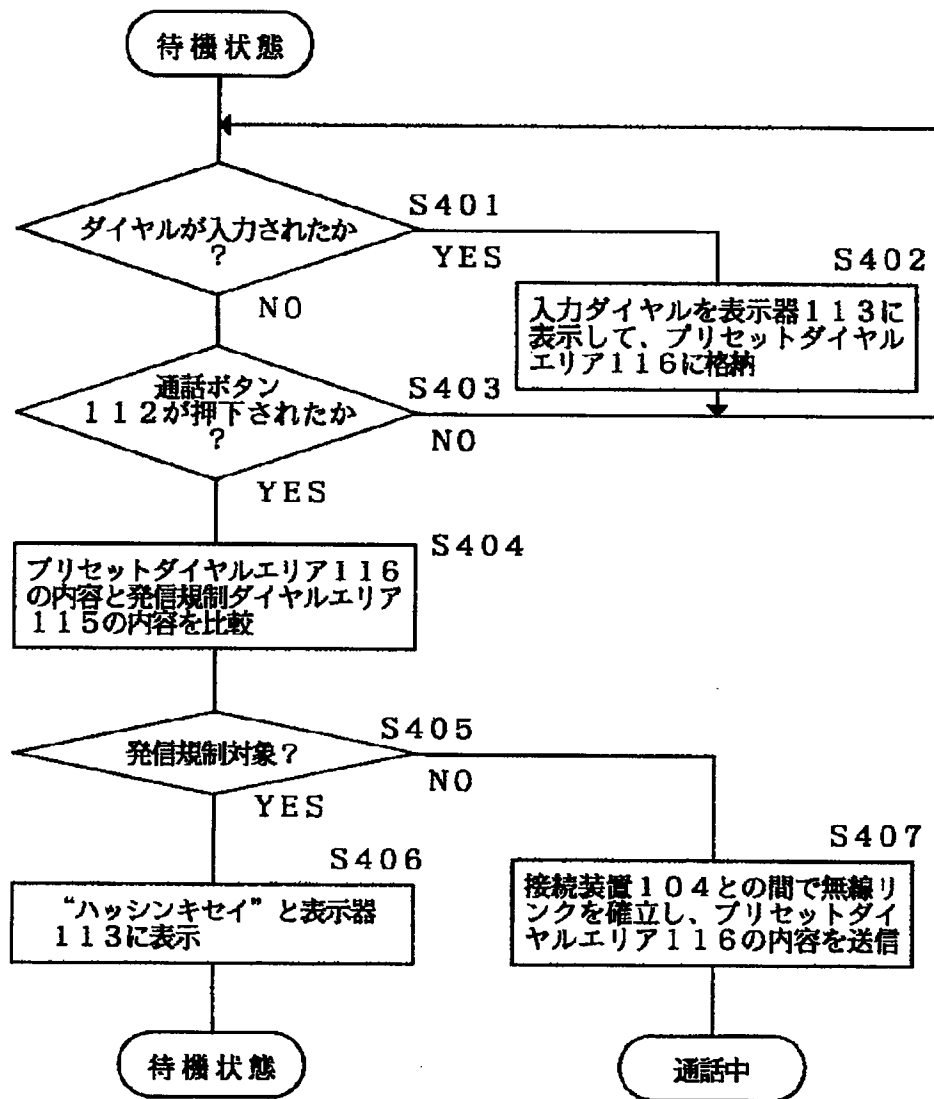 待機状態
S401
ダイヤルが入力されたか
?
YES
NO
S402
入力ダイヤルを表示器113に
表示して、プリセットダイヤル
エリア116に格納
通話ボタン
112が押下されたか
?
S403
NO
YES
S404
プリセットダイヤルエリア116
の内容と発信規制ダイヤルエリア
115の内容を比較
S405
発信規制対象?
NO
YES
S406
“ハッシンキセイ”と表示器
113に表示
S407
接続装置104との間で無線リ
ンクを確立し、プリセットダイ
ヤルエリア116の内容を送信
待機状態
通話中